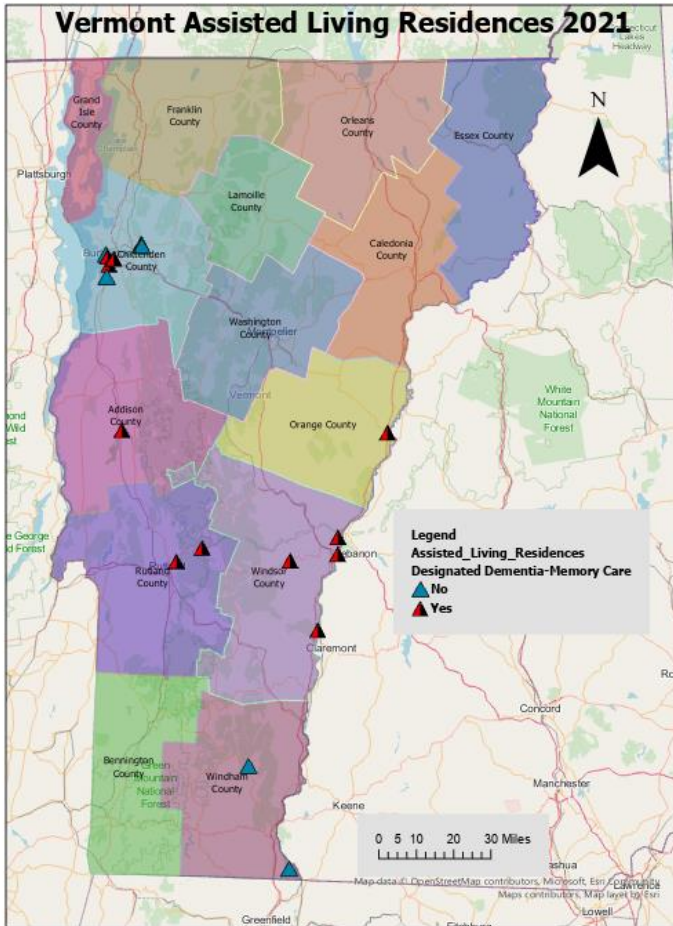 Vermont Assisted Living Residences 2021
Connecticut
Lakes
Headway
N
Grand
Isle
County
Franklin
County
Orleans
County
Essex County
Plattsburgh
Lamoille
County
Caledonia
County
Chittenden
County
Washington
County
Montpelier
Vermont
White
Mountain
National
Forest
Addison
County
Orange County
Legend
Assisted_Living_Residences
Designated Dementia-Memory Care
No
Yes
Lebanon
Rutland
County
Windsor
County
Claremont
Concord
Bennington
County
Green
Mountain
National
Forest
Windham
County
Manchester
Keene
0 5 10 20 30 Miles
Map data © OpenStreetMap contributors, Microsoft, Esri Community
Maps contributors, Map layer by Esri
Lawrence
Lowell
Greenfield